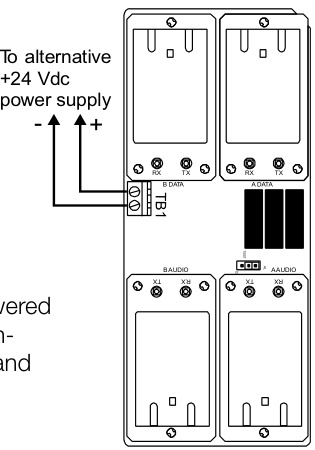 To alternative
+24 Vdc
power supply
- +
RX TX
RX TX
B DATA
A DATA
TB1
B AUDIO
A AUDIO
TX RX
TX RX
wered
n-
and